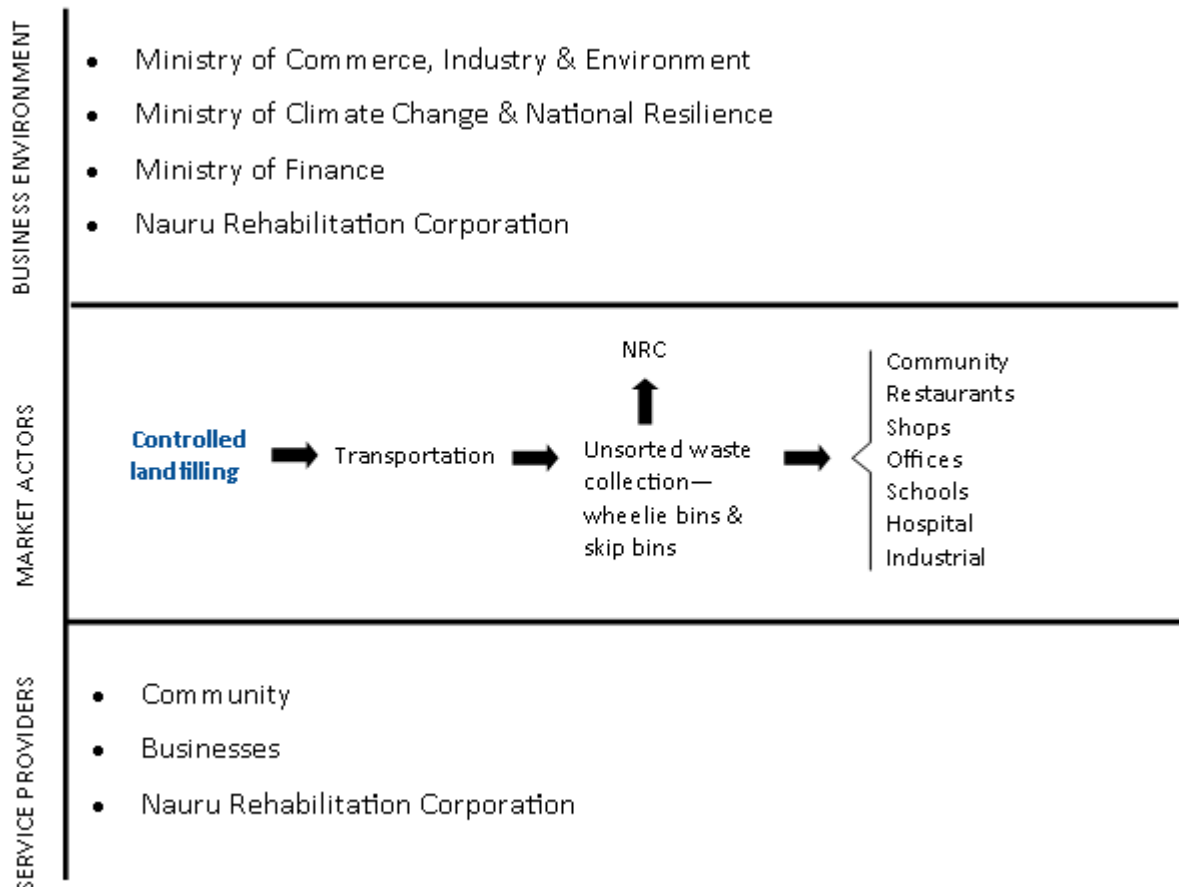 BUSINESS ENVIRONMENT
• Ministry of Commerce, Industry & Environment
• Ministry of Climate Change & National Resilience
• Ministry of Finance
• Nauru Rehabilitation Corporation
MARKET ACTORS
Controlled
landfilling
Transportation
NRC
Unsorted waste
collection—
wheelie bins &
skip bins
Community
Restaurants
Shops
Offices
Schools
Hospital
Industrial
SERVICE PROVIDERS
• Community
• Businesses
• Nauru Rehabilitation Corporation